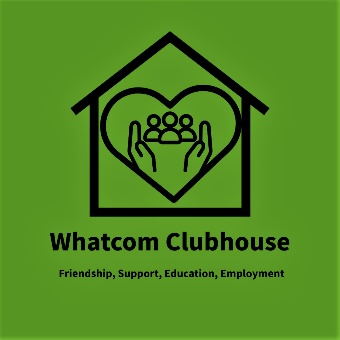 Whatcom Clubhouse
Friendship, Support, Education, Employment